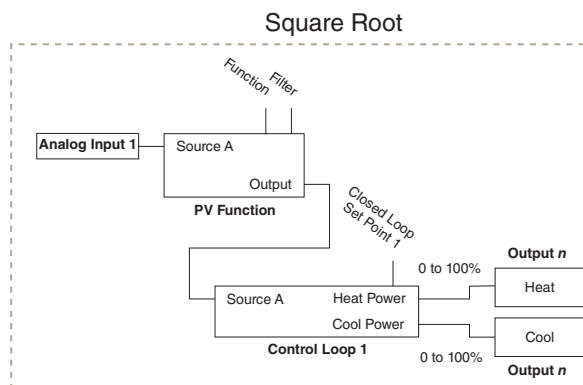 Square Root
Function
Filter
Analog Input 1
Source A
Output
PV Function
Closed Loop
Set Point 1
Output n
0 to 100%
Heat
Source A
Heat Power
Cool Power
Cool
Control Loop 1
0 to 100%
Output n